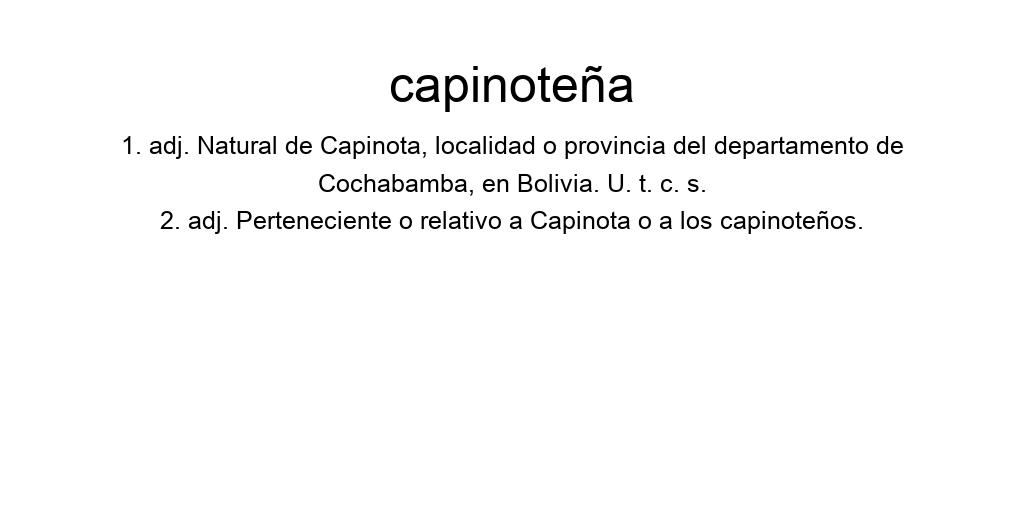 capinoteña
1. adj. Natural de Capinota, localidad o provincia del departamento de
Cochabamba, en Bolivia. U. t. c. s.
2. adj. Perteneciente o relativo a Capinota o a los capinoteños.